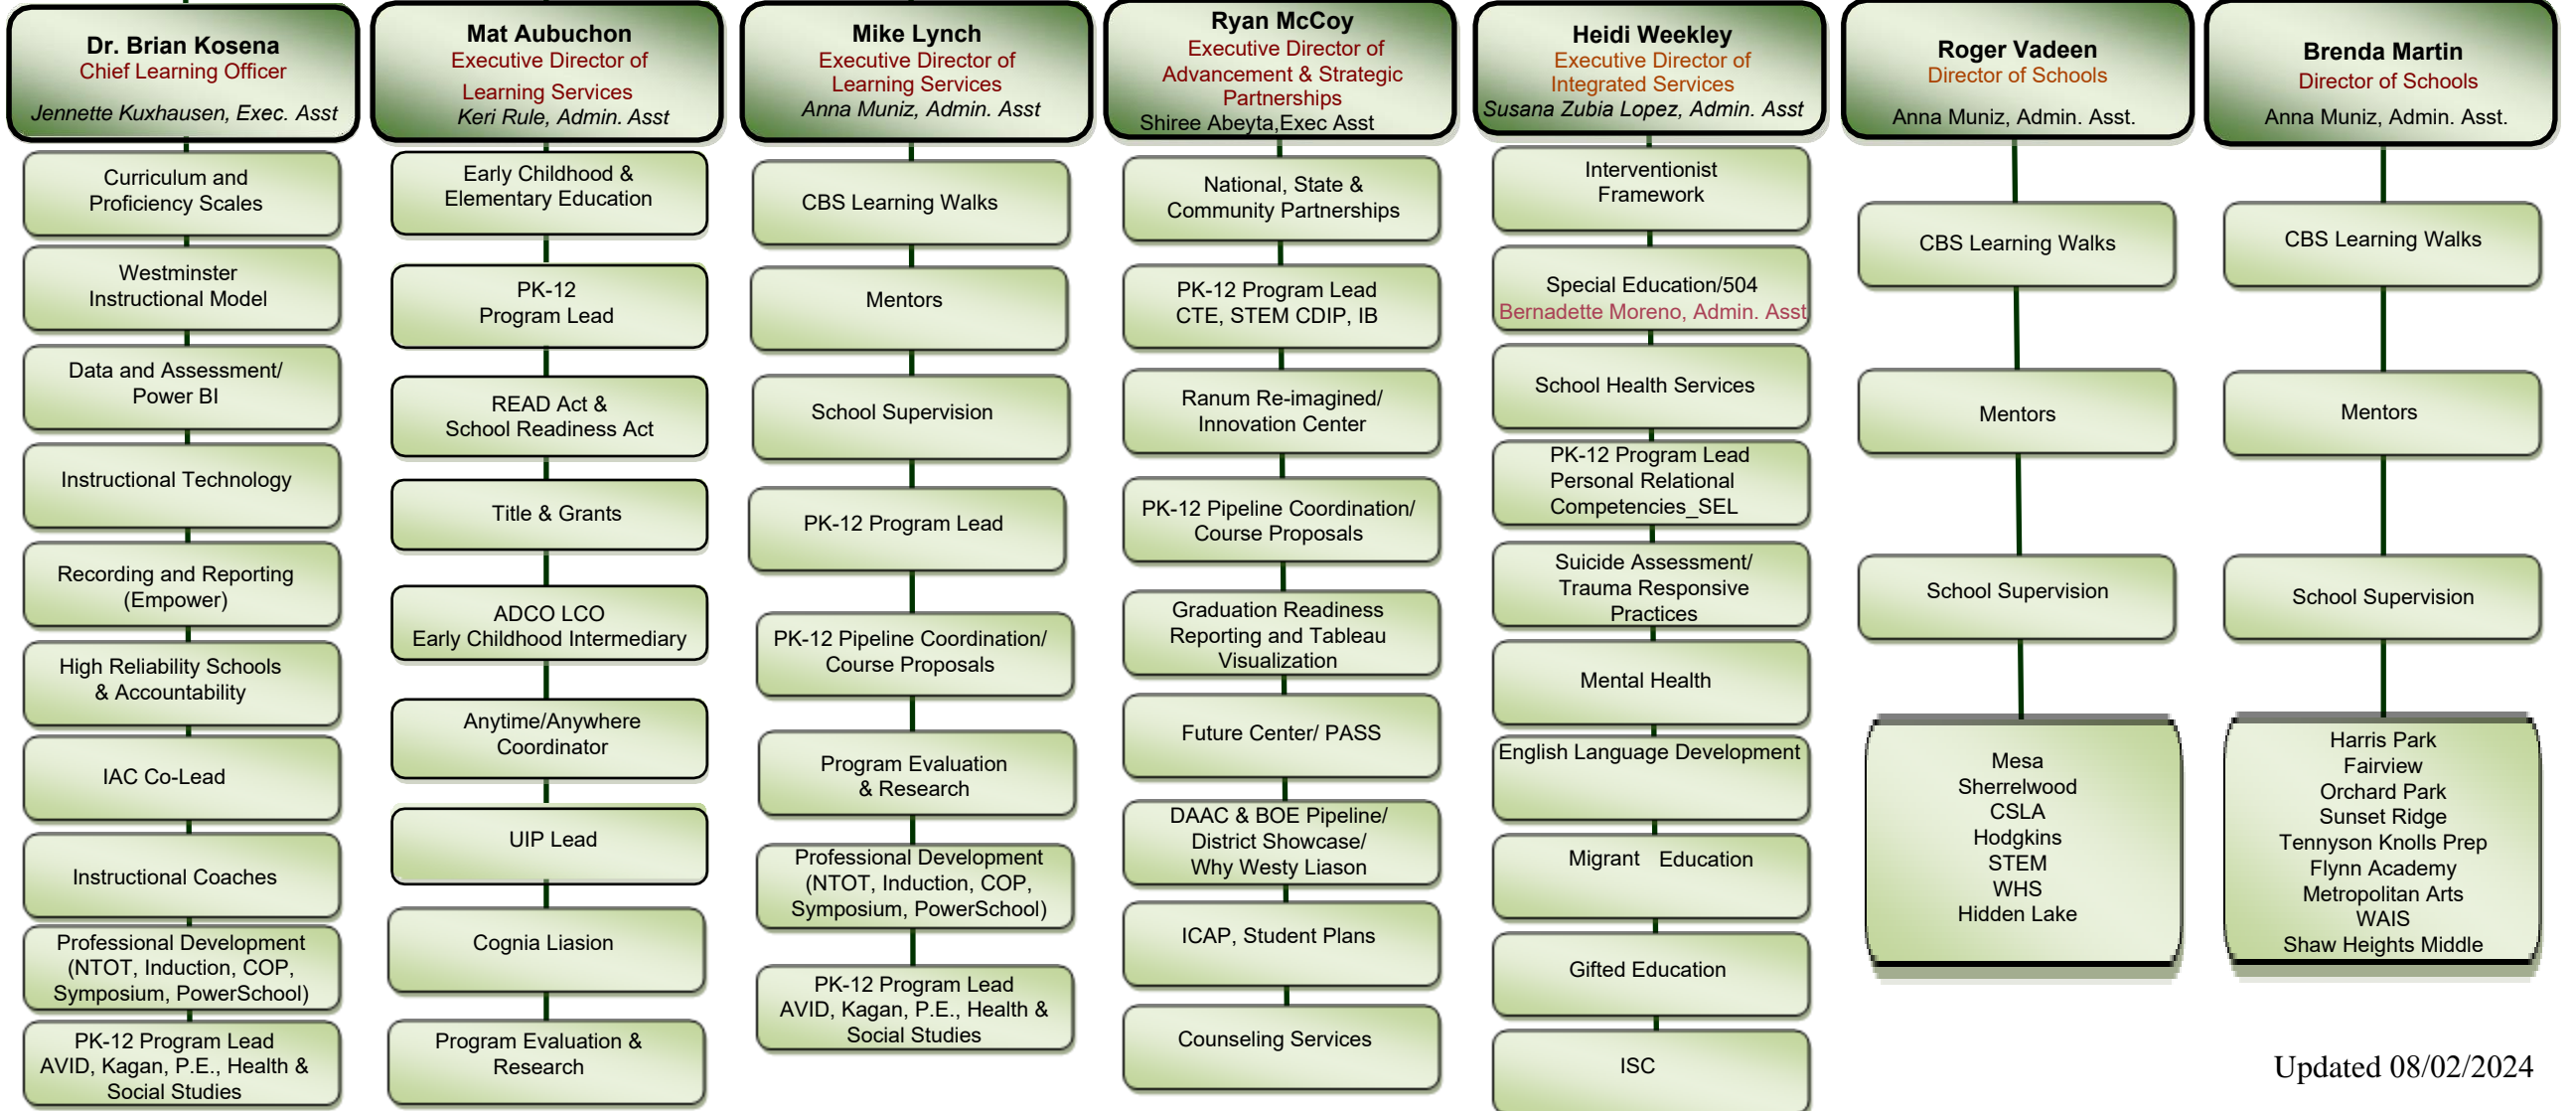 Dr. Brian Kosena
Chief Learning Officer
Jennette Kuxhausen, Exec. Asst
Curriculum and
Proficiency Scales
Westminster
Instructional Model
Data and Assessment/
Power BI
Instructional Technology
Recording and Reporting
(Empower)
High Reliability Schools
& Accountability
IAC Co-Lead
Instructional Coaches
Professional Development
(NTOT, Induction, COP,
Symposium, PowerSchool)
PK-12 Program Lead
AVID, Kagan, P.E., Health &
Social Studies
Mat Aubuchon
Executive Director of
Learning Services
Keri Rule, Admin. Asst
Early Childhood &
Elementary Education
PK-12
Program Lead
READ Act &
School Readiness Act
Title & Grants
ADCO LCO
Early Childhood Intermediary
Anytime/Anywhere
Coordinator
UIP Lead
Cognia Liasion
Program Evaluation &
Research
Mike Lynch
Executive Director of
Learning Services
Anna Muniz, Admin. Asst
CBS Learning Walks
Mentors
School Supervision
PK-12 Program Lead
PK-12 Pipeline Coordination/
Course Proposals
Program Evaluation
& Research
Professional Development
(NTOT, Induction, COP,
Symposium, PowerSchool)
PK-12 Program Lead
AVID, Kagan, P.E., Health &
Social Studies
Ryan McCoy
Executive Director of
Advancement & Strategic
Partnerships
Shiree Abeyta,Exec Asst
National, State &
Community Partnerships
PK-12 Program Lead
CTE, STEM CDIP, IB
Ranum Re-imagined/
Innovation Center
PK-12 Pipeline Coordination/
Course Proposals
Graduation Readiness
Reporting and Tableau
Visualization
Future Center/ PASS
DAAC & BOE Pipeline/
District Showcase/
Why Westy Liason
ICAP, Student Plans
Counseling Services
Heidi Weekley
Executive Director of
Integrated Services
Susana Zubia Lopez, Admin. Asst
Interventionist
Framework
Special Education/504
Bernadette Moreno, Admin. Asst
School Health Services
PK-12 Program Lead
Personal Relational
Competencies_SEL
Suicide Assessment/
Trauma Responsive
Practices
Mental Health
English Language Development
Migrant Education
Gifted Education
ISC
Roger Vadeen
Director of Schools
Anna Muniz, Admin. Asst.
CBS Learning Walks
Mentors
School Supervision
Mesa
Sherrelwood
CSLA
Hodgkins
STEM
WHS
Hidden Lake
Brenda Martin
Director of Schools
Anna Muniz, Admin. Asst.
CBS Learning Walks
Mentors
School Supervision
Harris Park
Fairview
Orchard Park
Sunset Ridge
Tennyson Knolls Prep
Flynn Academy
Metropolitan Arts
WAIS
Shaw Heights Middle
Updated 08/02/2024